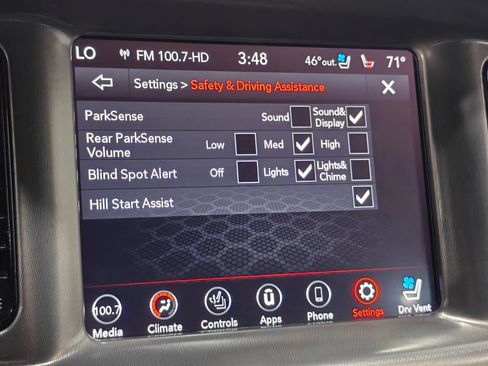 LO FM 100.7-HD 3:48 46°out. 71°
Settings > Safety & Driving Assistance X
ParkSense Sound Sound&
Display
Rear ParkSense
Volume Low Med High
Blind Spot Alert Off Lights Lights&
Chime
Hill Start Assist
100.7
Media Climate Controls Apps Phone Settings Drv Vent